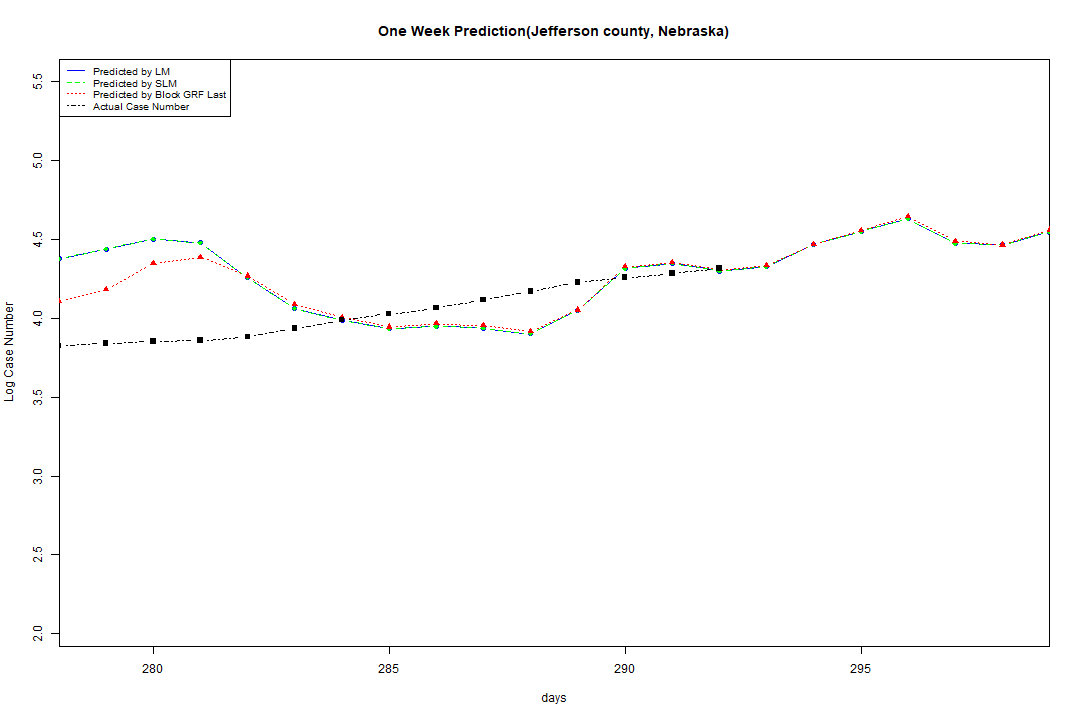 One Week Prediction(Jefferson county, Nebraska)
Predicted by LM
Predicted by SLM
Predicted by Block GRF Last
Actual Case Number
5.5
5.0
4.5
4.0
3.5
3.0
2.5
2.0
Log Case Number
280
285
290
295
days